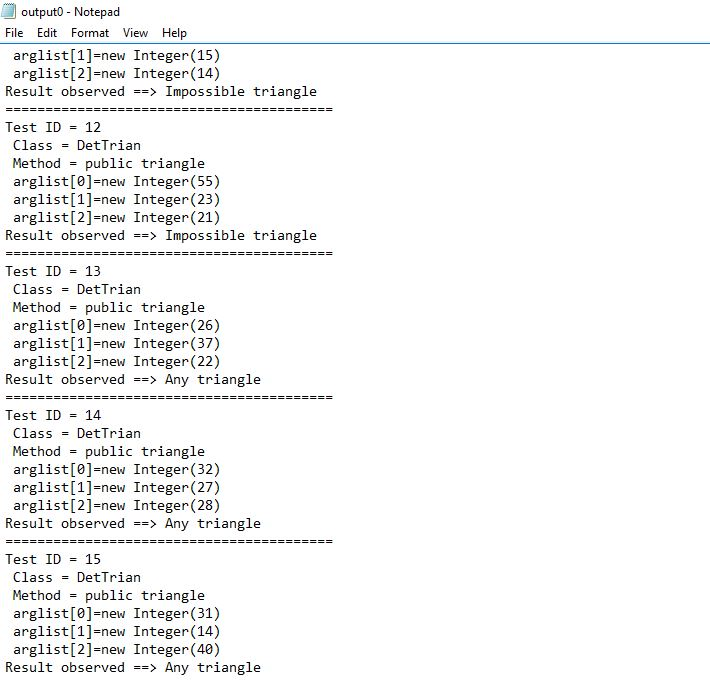 output0 - Notepad
File Edit Format View Help
 arglist[1]=new Integer(15)
 arglist[2]=new Integer(14)
Result observed ==> Impossible triangle
=========================================
Test ID = 12
 Class = DetTrian
 Method = public triangle
 arglist[0]=new Integer(55)
 arglist[1]=new Integer(23)
 arglist[2]=new Integer(21)
Result observed ==> Impossible triangle
=========================================
Test ID = 13
 Class = DetTrian
 Method = public triangle
 arglist[0]=new Integer(26)
 arglist[1]=new Integer(37)
 arglist[2]=new Integer(22)
Result observed ==> Any triangle
=========================================
Test ID = 14
 Class = DetTrian
 Method = public triangle
 arglist[0]=new Integer(32)
 arglist[1]=new Integer(27)
 arglist[2]=new Integer(28)
Result observed ==> Any triangle
=========================================
Test ID = 15
 Class = DetTrian
 Method = public triangle
 arglist[0]=new Integer(31)
 arglist[1]=new Integer(14)
 arglist[2]=new Integer(40)
Result observed ==> Any triangle